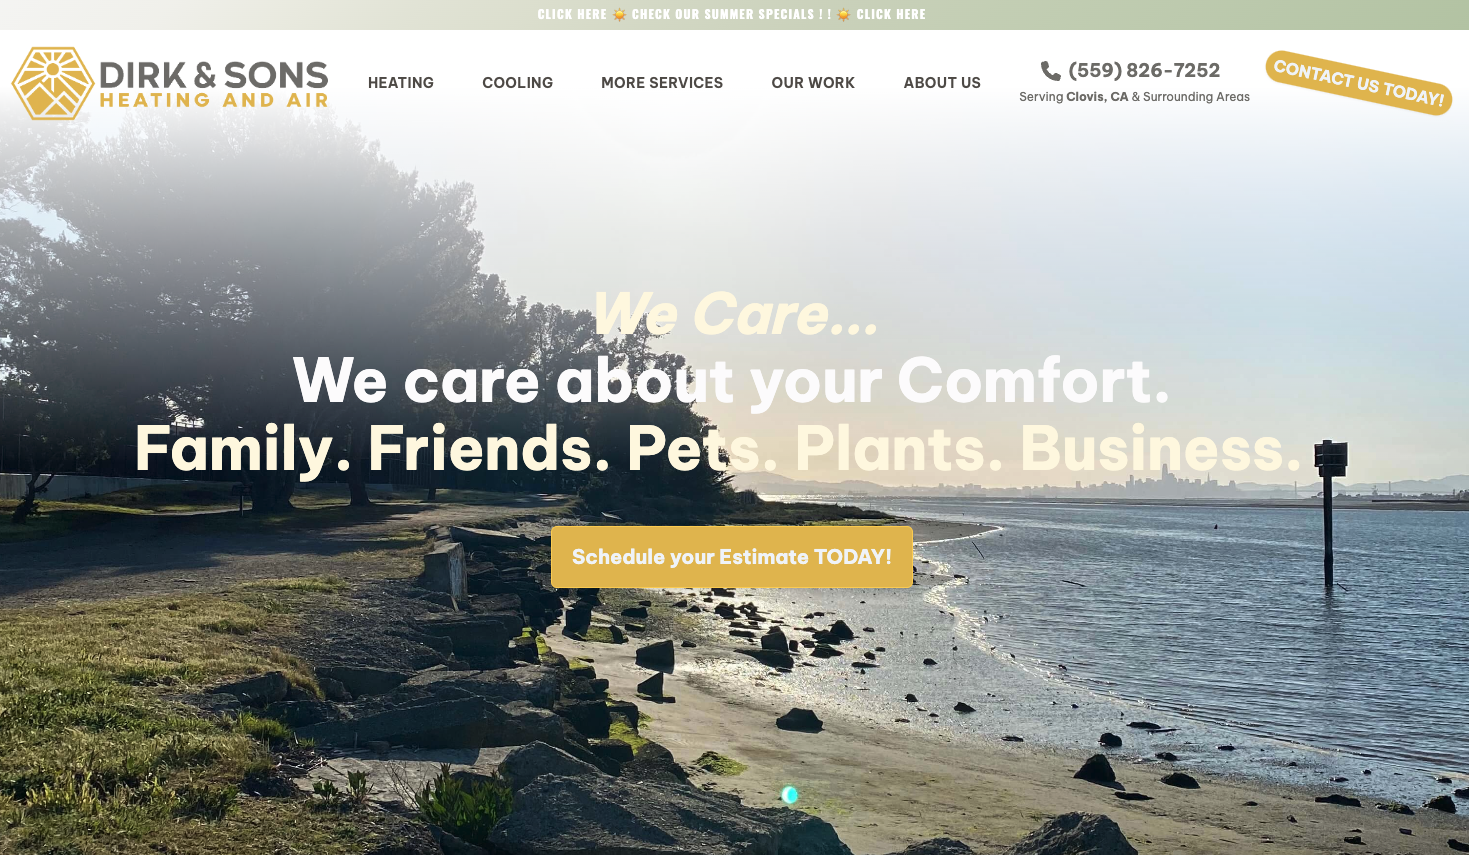 CLICK HERE ☀️ CHECK OUR SUMMER SPECIALS ! ! ☀️ CLICK HERE
DIRK & SONS
HEATING AND AIR
HEATING
COOLING
MORE SERVICES
OUR WORK
ABOUT US
(559) 826-7252
Serving Clovis, CA & Surrounding Areas
CONTACT US TODAY!
We Care...
We care about your Comfort.
Family. Friends. Pets. Plants. Business.
Schedule your Estimate TODAY!